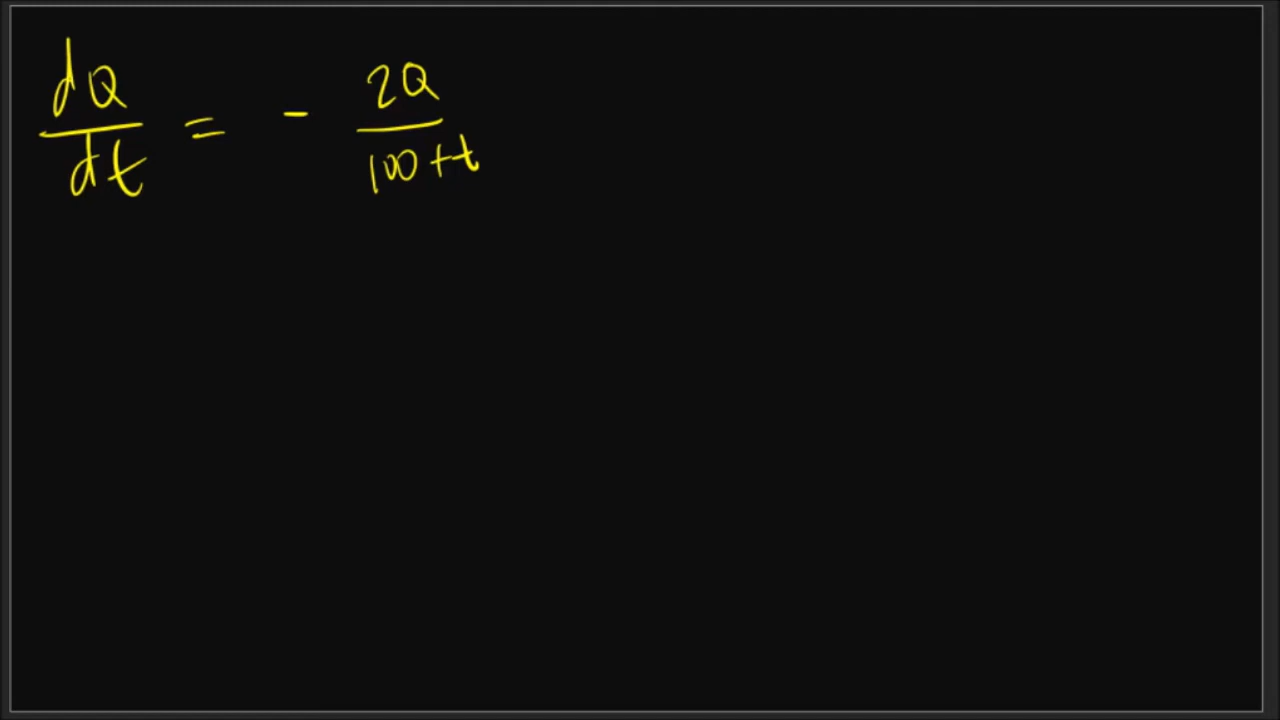 dQ/dt = - 2Q/(100+t)